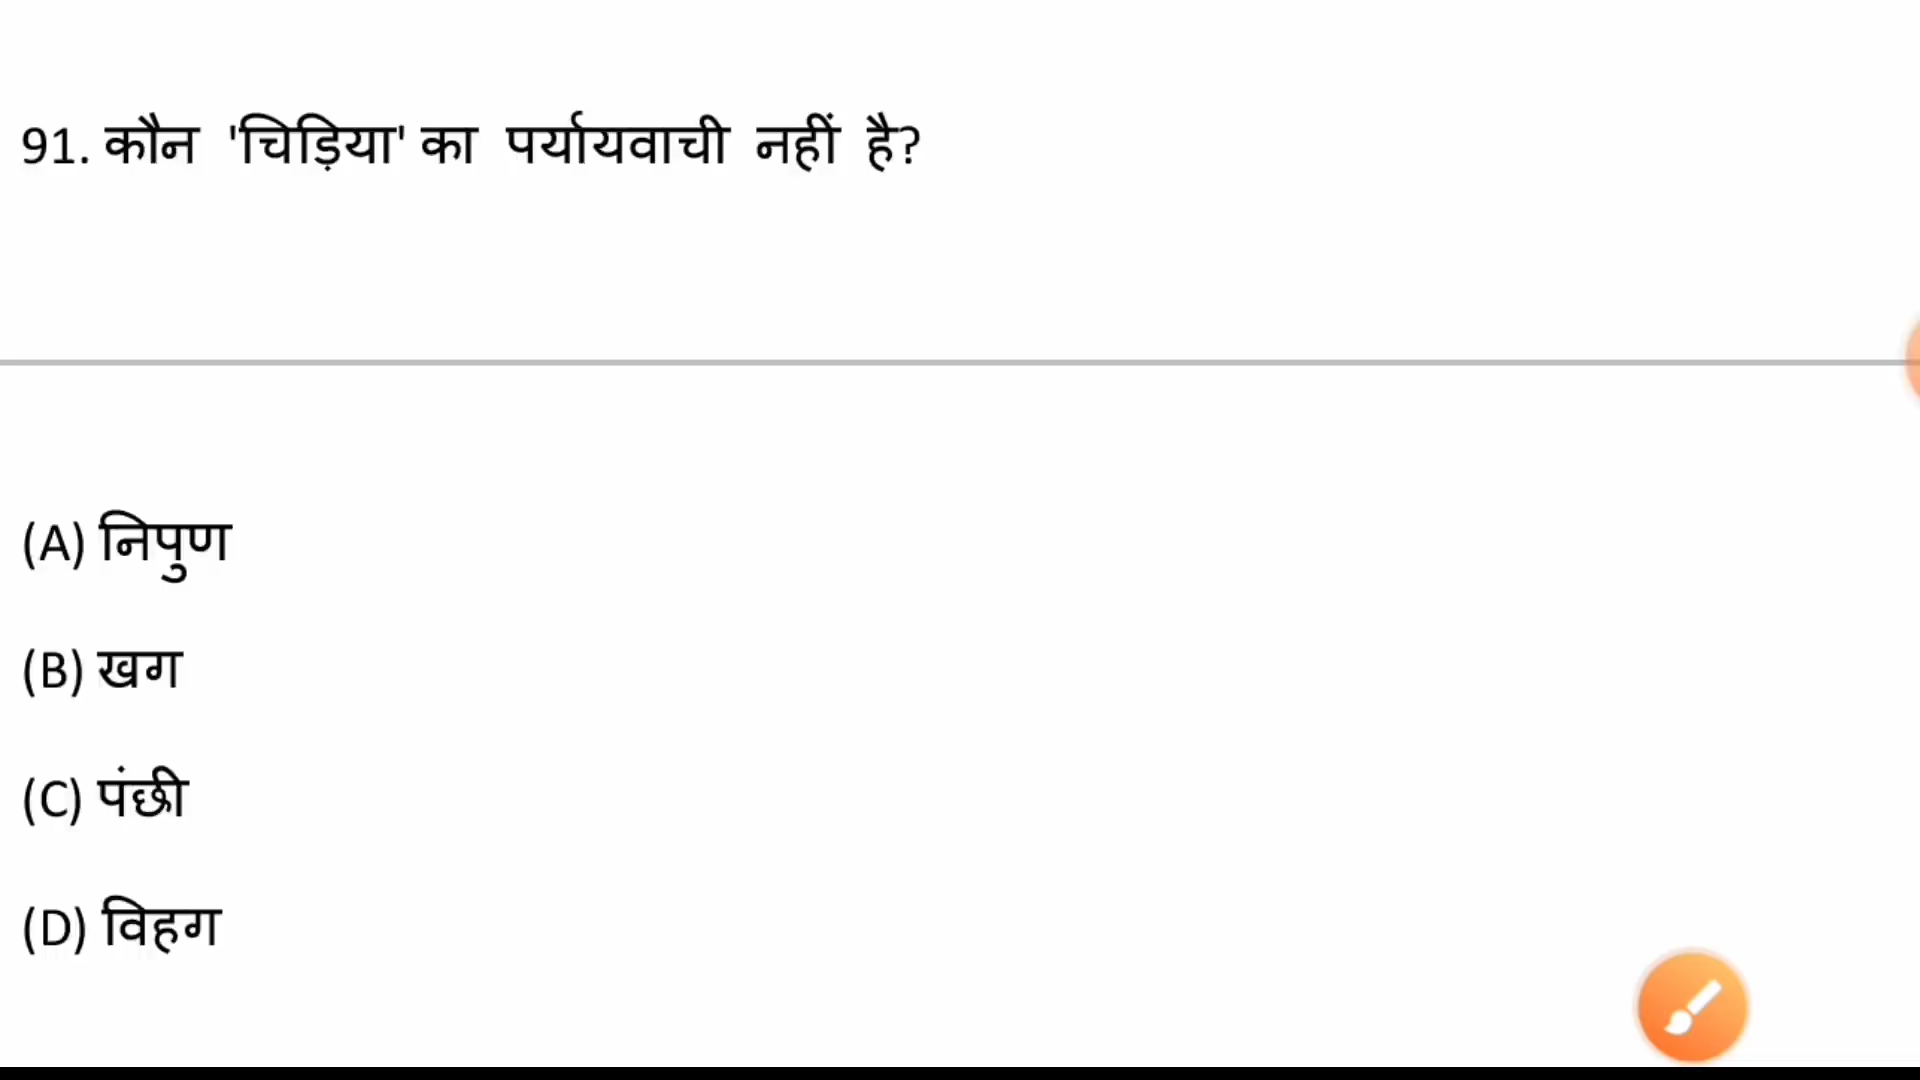 91. कौन 'चिड़िया' का पर्यायवाची नहीं है?
(A) निपुण
(B) खग
(C) पंछी
(D) विहग